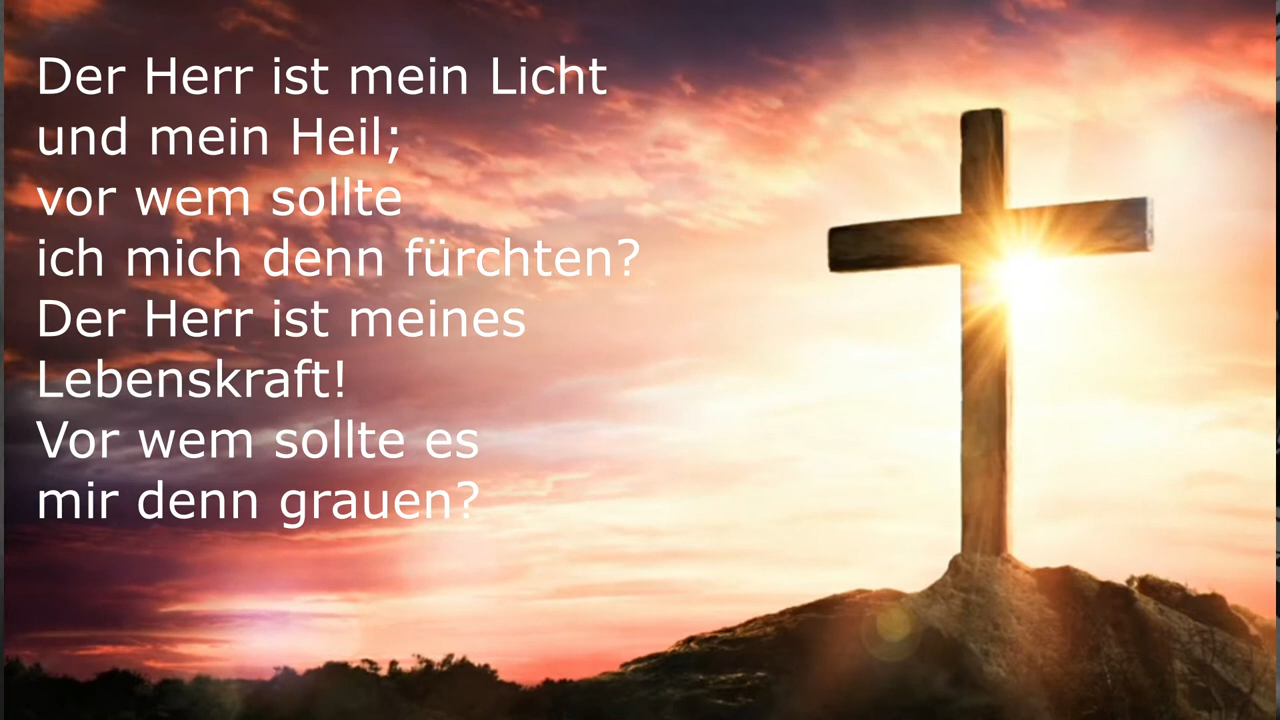 Der Herr ist mein Licht
und mein Heil;
vor wem sollte
ich mich denn fürchten?
Der Herr ist meines
Lebenskraft!
Vor wem sollte es
mir denn grauen?